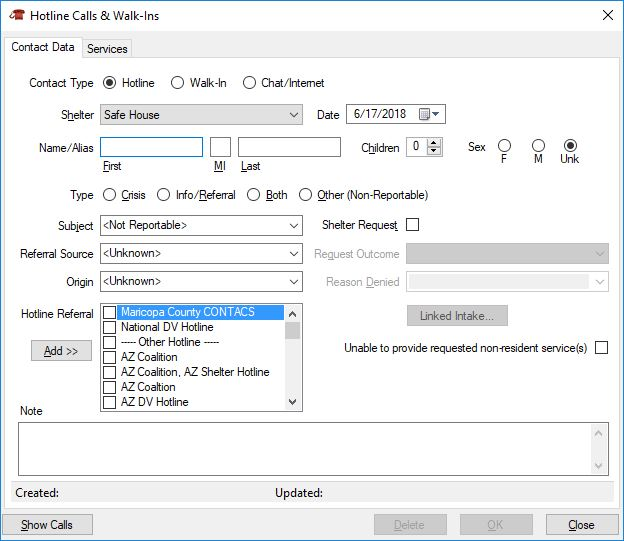 Hotline Calls & Walk-Ins
Contact Data Services
Contact Type Hotline Walk-In Chat/Internet
Shelter Safe House Date 6/17/2018
Name/Alias Children 0 Sex F M Unk
First MI Last
Type Crisis Info/Referral Both Other (Non-Reportable)
Subject <Not Reportable> Shelter Request
Referral Source <Unknown> Request Outcome
Origin <Unknown> Reason Denied
Hotline Referral Maricopa County CONTACS Linked Intake...
National DV Hotline
----- Other Hotline -----
Add >> AZ Coalition Unable to provide requested non-resident service(s)
AZ Coalition, AZ Shelter Hotline
AZ Coaltion
AZ DV Hotline
Note
Created: Updated:
Show Calls Delete OK Close